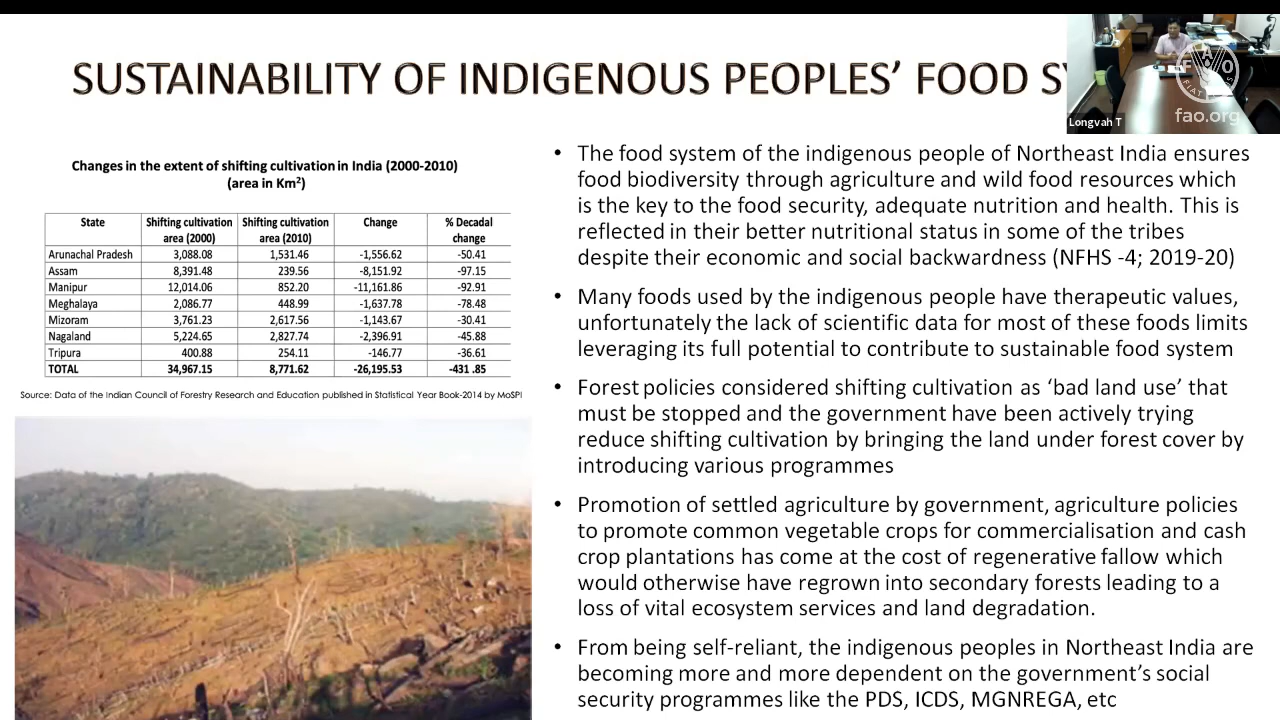 SUSTAINABILITY OF INDIGENOUS PEOPLES' FOOD
Longvah T
fao.org
Changes in the extent of shifting cultivation in India (2000-2010)
(area in Km²)
State Shifting cultivation area (2000) Shifting cultivation area (2010) Change % Decadal change
Arunachal Pradesh 3,088.08 1,531.46 -1,556.62 -50.41
Assam 8,391.48 239.56 -8,151.92 -97.15
Manipur 12,014.06 852.20 -11,161.86 -92.91
Meghalaya 2,086.77 448.99 -1,637.78 -78.48
Mizoram 3,761.23 2,617.56 -1,143.67 -30.41
Nagaland 5,224.65 2,827.74 -2,396.91 -45.88
Tripura 400.88 254.11 -146.77 -36.61
TOTAL 34,967.15 8,771.62 -26,195.53 -431 .85
Source: Data of the Indian Council of Forestry Research and Education published in Statistical Year Book-2014 by MoSPI
• The food system of the indigenous people of Northeast India ensures
food biodiversity through agriculture and wild food resources which
is the key to the food security, adequate nutrition and health. This is
reflected in their better nutritional status in some of the tribes
despite their economic and social backwardness (NFHS -4; 2019-20)
• Many foods used by the indigenous people have therapeutic values,
unfortunately the lack of scientific data for most of these foods limits
leveraging its full potential to contribute to sustainable food system
• Forest policies considered shifting cultivation as 'bad land use' that
must be stopped and the government have been actively trying
reduce shifting cultivation by bringing the land under forest cover by
introducing various programmes
• Promotion of settled agriculture by government, agriculture policies
to promote common vegetable crops for commercialisation and cash
crop plantations has come at the cost of regenerative fallow which
would otherwise have regrown into secondary forests leading to a
loss of vital ecosystem services and land degradation.
• From being self-reliant, the indigenous peoples in Northeast India are
becoming more and more dependent on the government's social
security programmes like the PDS, ICDS, MGNREGA, etc